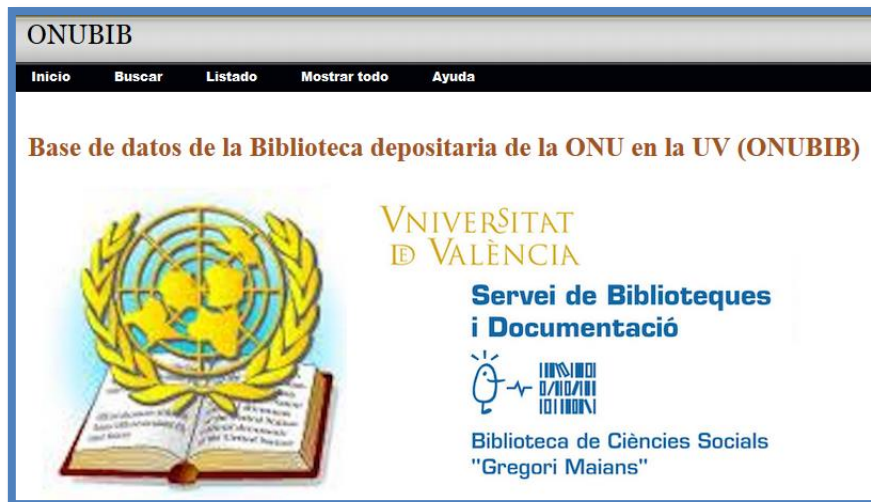 ONUBIB
Inicio Buscar Listado Mostrar todo Ayuda
Base de datos de la Biblioteca depositaria de la ONU en la UV (ONUBIB)
VNIVERSITAT
DE VALÈNCIA
Servei de Biblioteques
i Documentació
Biblioteca de Ciències Socials
"Gregori Maians"